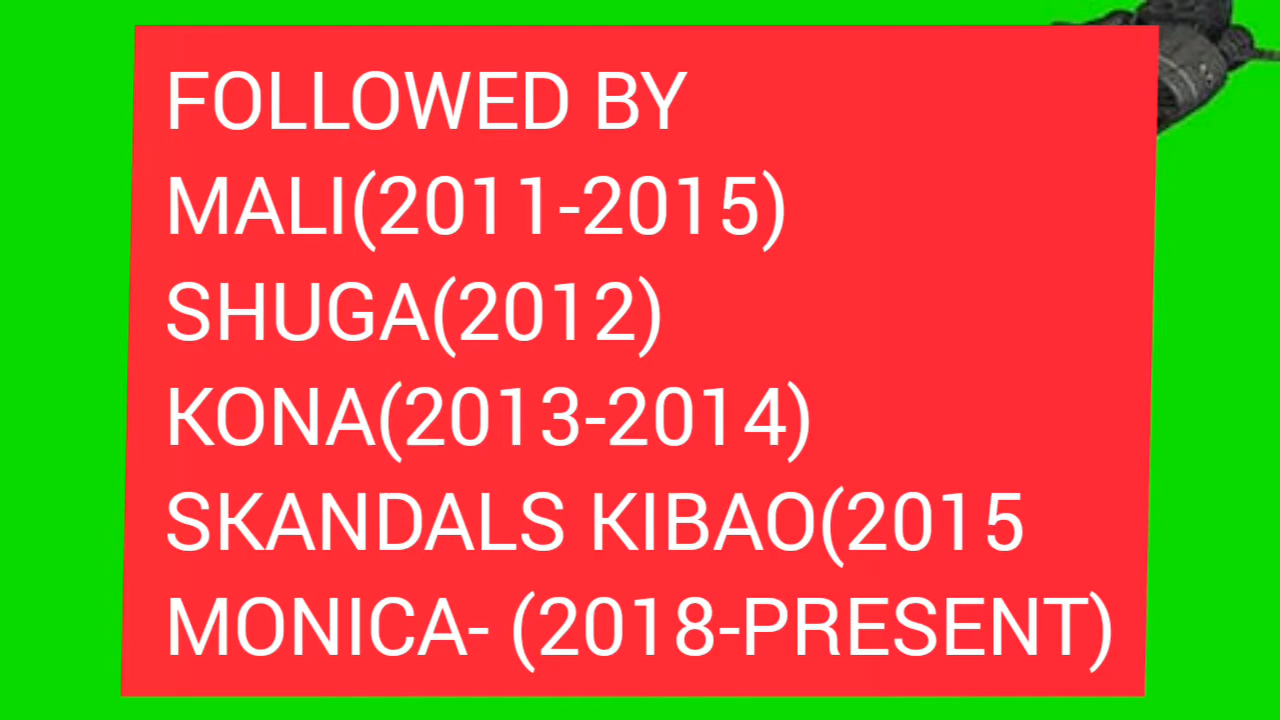 FOLLOWED BY
MALI(2011-2015)
SHUGA(2012)
KONA(2013-2014)
SKANDALS KIBAO(2015
MONICA- (2018-PRESENT)